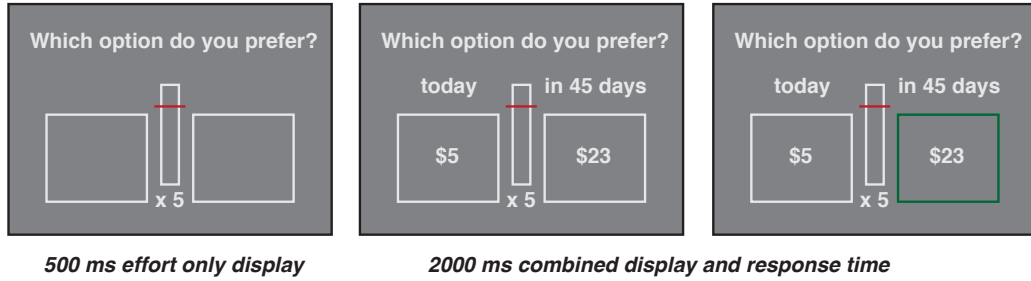 Which option do you prefer?
x 5
500 ms effort only display
Which option do you prefer?
today in 45 days
$5 $23
x 5
Which option do you prefer?
today in 45 days
$5 $23
x 5
2000 ms combined display and response time